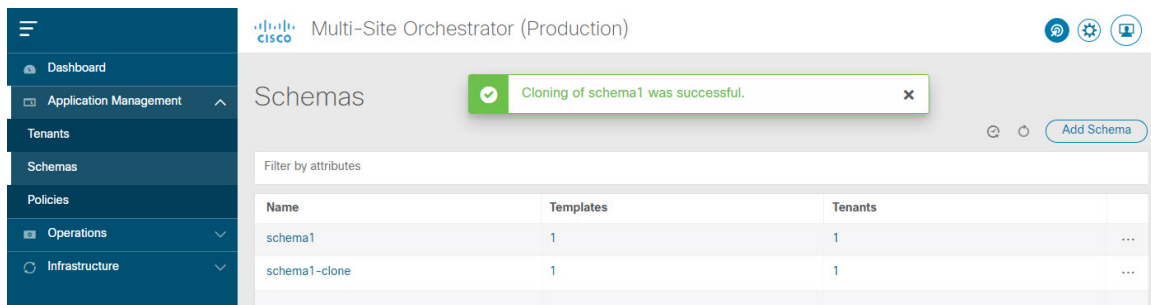 CISCO Multi-Site Orchestrator (Production)
Dashboard
Application Management
Tenants
Schemas
Policies
Operations
Infrastructure
Schemas
Cloning of schema1 was successful.
Add Schema
Filter by attributes
Name Templates Tenants
schema1 1 1 ...
schema1-clone 1 1 ...